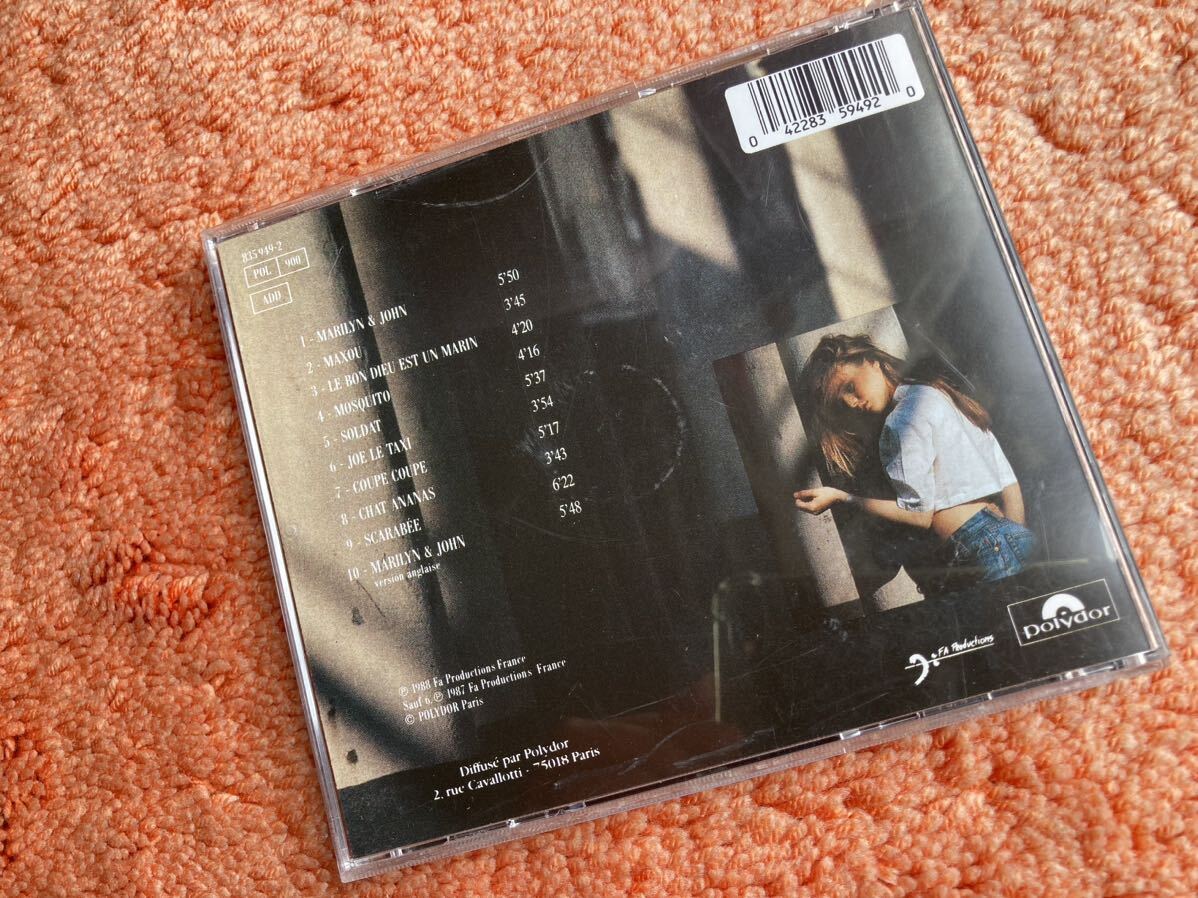 0 42283 59492 0
835 949-2
POL 900
ADD
1 - MARILYN & JOHN 5'50
2 - MAXOU 3'45
3 - LE BON DIEU EST UN MARIN 4'20
4 - MOSQUITO 4'16
5 - SOLDAT 5'37
6 - JOE LE TAXI 3'54
7 - COUPE COUPE 5'17
8 - CHAT ANANAS 3'43
9 - SCARABÉE 6'22
10 - MARILYN & JOHN 5'48
version anglaise
℗ 1988 Fa Productions France
Sauf 6. ℗ 1987 Fa Productions France
© POLYDOR Paris
FA Productions
polydor
Diffusé par Polydor
2, rue Cavallotti - 75018 Paris